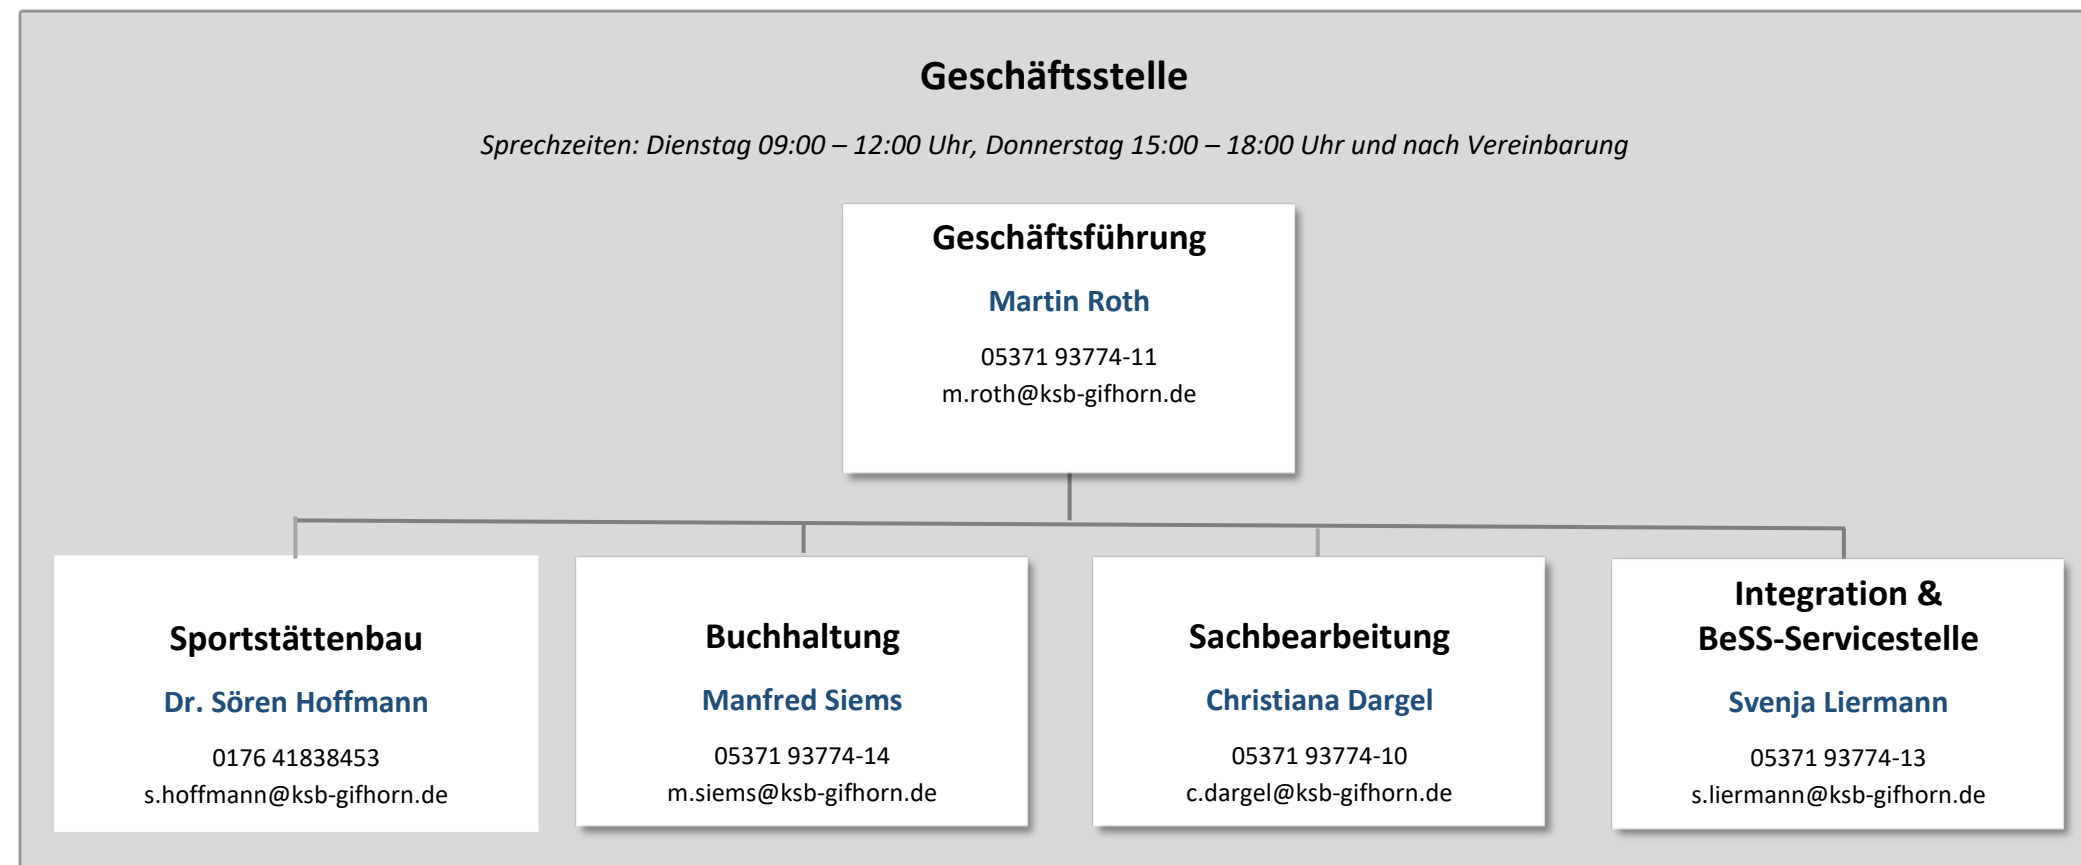 Geschäftsstelle
Sprechzeiten: Dienstag 09:00 – 12:00 Uhr, Donnerstag 15:00 – 18:00 Uhr und nach Vereinbarung
Geschäftsführung
Martin Roth
05371 93774-11
m.roth@ksb-gifhorn.de
Sportstättenbau
Dr. Sören Hoffmann
0176 41838453
s.hoffmann@ksb-gifhorn.de
Buchhaltung
Manfred Siems
05371 93774-14
m.siems@ksb-gifhorn.de
Sachbearbeitung
Christiana Dargel
05371 93774-10
c.dargel@ksb-gifhorn.de
Integration &
BeSS-Servicestelle
Svenja Liermann
05371 93774-13
s.liermann@ksb-gifhorn.de